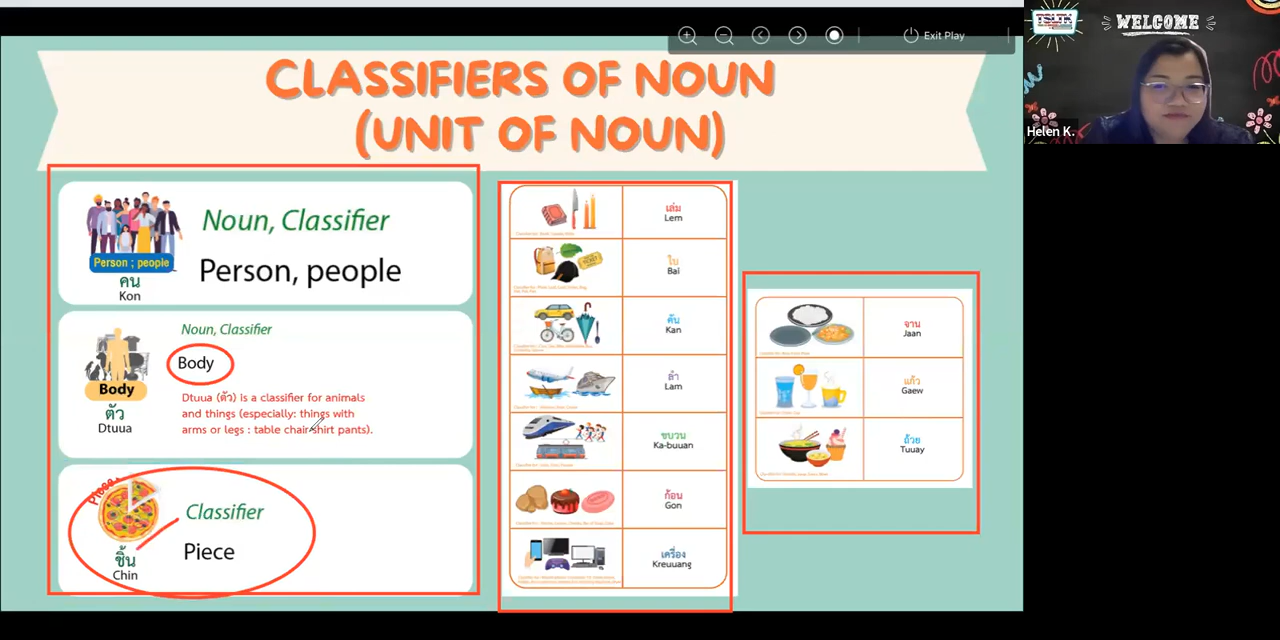 Exit Play
TSLTN
WELCOME
Helen K.
CLASSIFIERS OF NOUN
(UNIT OF NOUN)
Person ; people
คน
Kon
Noun, Classifier
Person, people
Body
ตัว
Dtuua
Noun, Classifier
Body
Dtuua (ตัว) is a classifier for animals
and things (especially: things with
arms or legs : table chair shirt pants).
Piece
ชิ้น
Chin
Classifier
Piece
เล่ม
Lem
TICKET
ใบ
Bai
คัน
Kan
ลำ
Lam
ขบวน
Ka-buuan
ก้อน
Gon
เครื่อง
Kreuuang
จาน
Jaan
แก้ว
Gaew
ถ้วย
Tuuay